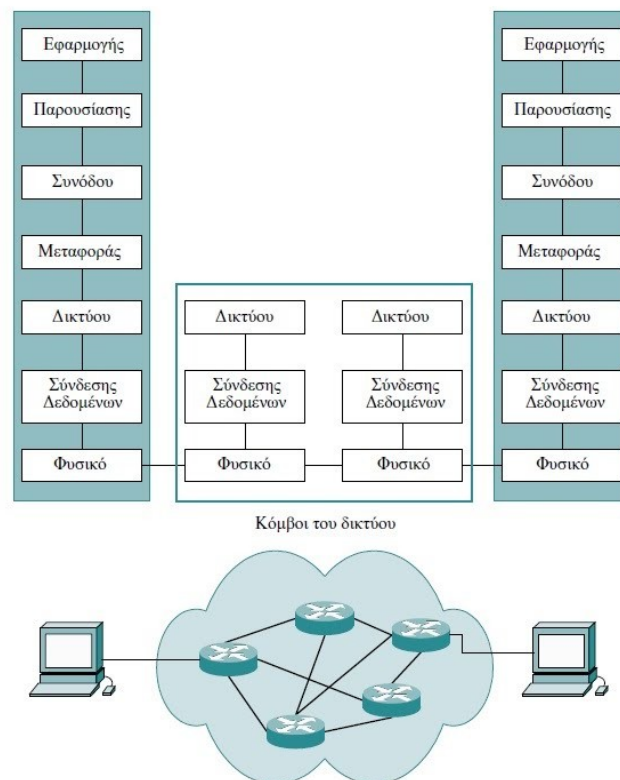 Εφαρμογής
Παρουσίασης
Συνόδου
Μεταφοράς
Δικτύου
Σύνδεσης
Δεδομένων
Φυσικό
Δικτύου
Σύνδεσης
Δεδομένων
Φυσικό
Δικτύου
Σύνδεσης
Δεδομένων
Φυσικό
Εφαρμογής
Παρουσίασης
Συνόδου
Μεταφοράς
Δικτύου
Σύνδεσης
Δεδομένων
Φυσικό
Κόμβοι του δικτύου